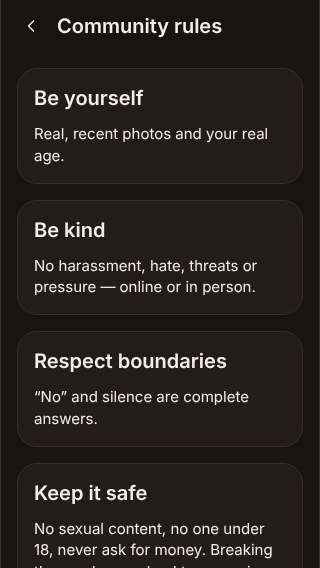 Community rules
Be yourself
Real, recent photos and your real
age.
Be kind
No harassment, hate, threats or
pressure — online or in person.
Respect boundaries
“No” and silence are complete
answers.
Keep it safe
No sexual content, no one under
18, never ask for money. Breaking